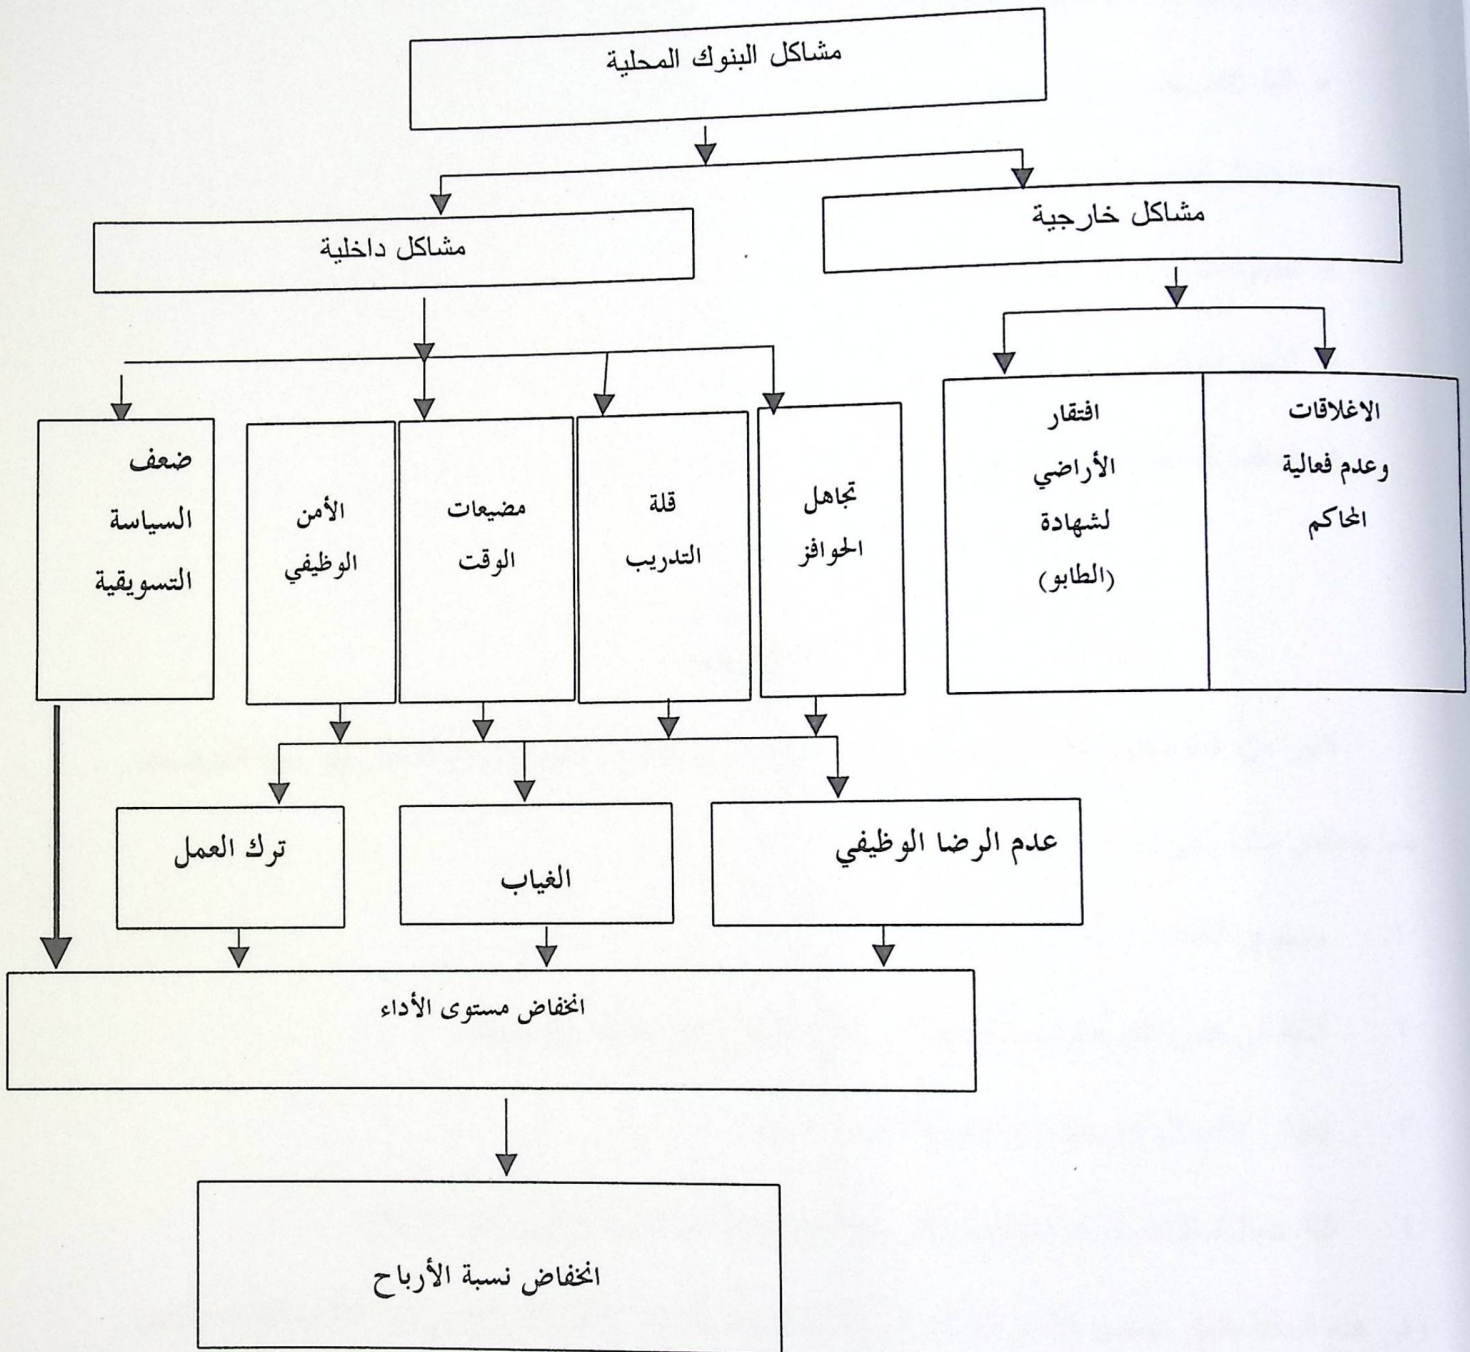 مشاكل البنوك المحلية
مشاكل خارجية
مشاكل داخلية
الاغلاقات
وعدم فعالية
المحاكم
افتقار
الأراضي
لشهادة
(الطابو)
تجاهل
الحوافز
قلة
التدريب
مضيعات
الوقت
الأمن
الوظيفي
ضعف
السياسة
التسويقية
عدم الرضا الوظيفي
الغياب
ترك العمل
انخفاض مستوى الأداء
انخفاض نسبة الأرباح